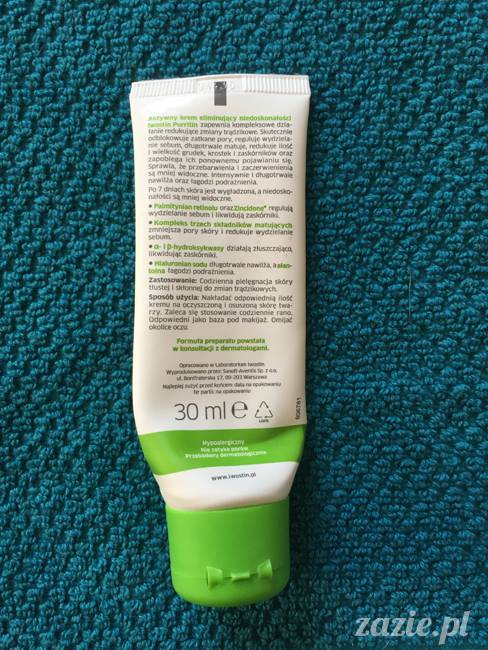 Aktywny krem eliminujący niedoskonałości
Iwostin Purritin zapewnia kompleksowe dzia-
łanie redukujące zmiany trądzikowe. Skutecznie
odblokowuje zatkane pory, reguluje wydziela-
nie sebum, długotrwale matuje, redukuje ilość
i wielkość grudek, krostek i zaskórników oraz
zapobiega ich ponownemu pojawianiu się.
Sprawia, że przebarwienia i zaczerwienienia
są mniej widoczne. Intensywnie i długotrwale
nawilża oraz łagodzi podrażnienia.
Po 7 dniach skóra jest wygładzona, a niedosko-
nałości są mniej widoczne.
• Palmitynian retinolu oraz Zincidone® regulują
wydzielanie sebum i likwidują zaskórniki.
• Kompleks trzech składników matujących
zmniejsza pory skóry i redukuje wydzielanie
sebum.
• α- i β-hydroksykwasy działają złuszczająco,
likwidując zaskórniki.
• Hialuronian sodu długotrwale nawilża, a alan-
toina łagodzi podrażnienia.
Zastosowanie: Codzienna pielęgnacja skóry
tłustej i skłonnej do zmian trądzikowych.
Sposób użycia: Nakładać odpowiednią ilość
kremu na oczyszczoną i osuszoną skórę twa-
rzy. Zaleca się stosowanie codziennie rano.
Odpowiedni jako baza pod makijaż. Omijać
okolice oczu.
Formuła preparatu powstała
w konsultacji z dermatologami.
Opracowano w Laboratorium Iwostin
Wyprodukowano przez: Sanofi-Aventis Sp. z o.o.
ul. Bonifraterska 17, 00-203 Warszawa
Najlepiej zużyć przed końcem: data na opakowaniu
Nr partii: na opakowaniu
30 ml e
Hypoalergiczny
Nie zatyka porów
Przebadany dermatologicznie
www.iwostin.pl
zazie.pl